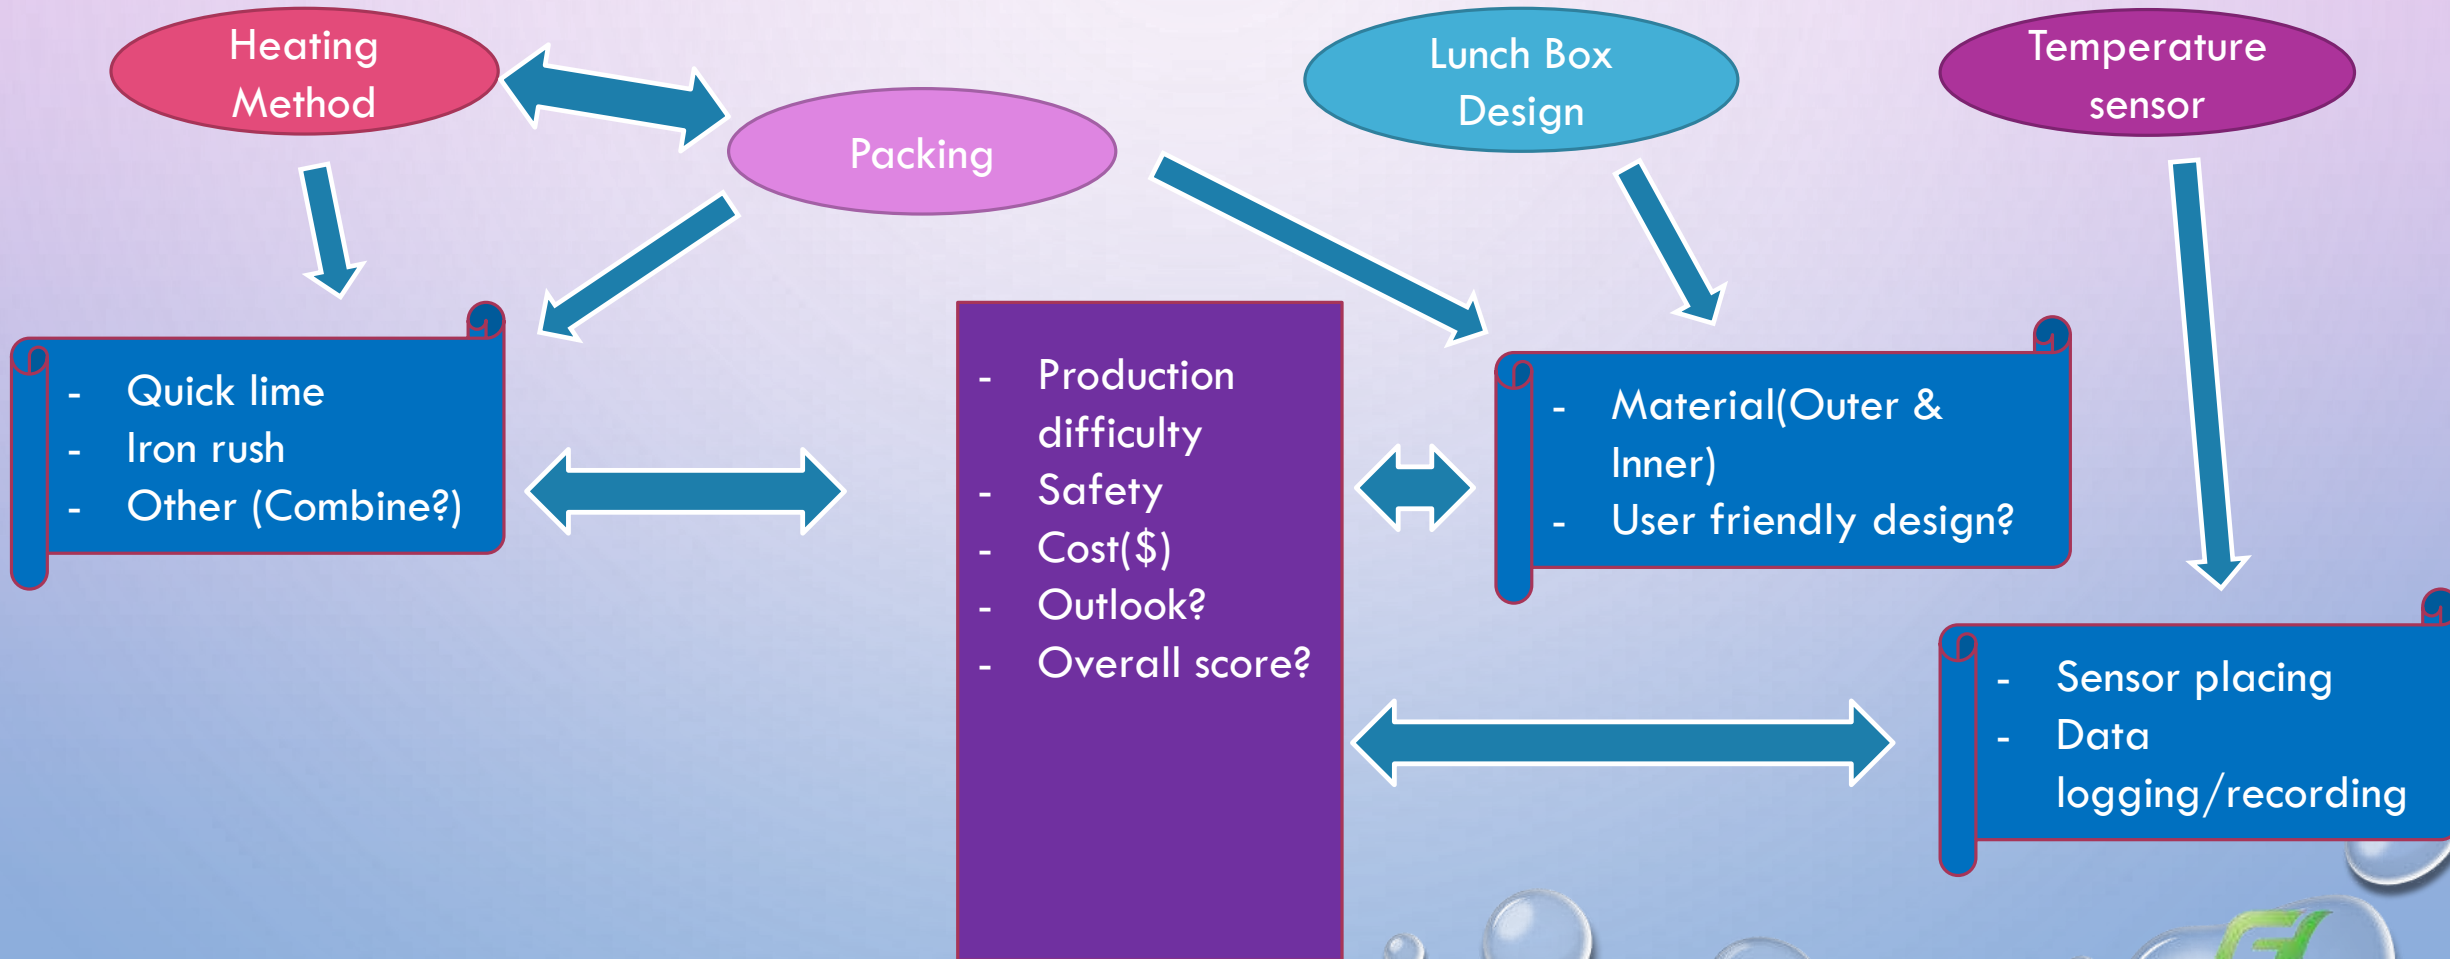 Heating
Method
Packing
Lunch Box
Design
Temperature
sensor
- Quick lime
- Iron rush
- Other (Combine?)
- Production
difficulty
- Safety
- Cost($)
- Outlook?
- Overall score?
- Material(Outer &
Inner)
- User friendly design?
- Sensor placing
- Data
logging/recording